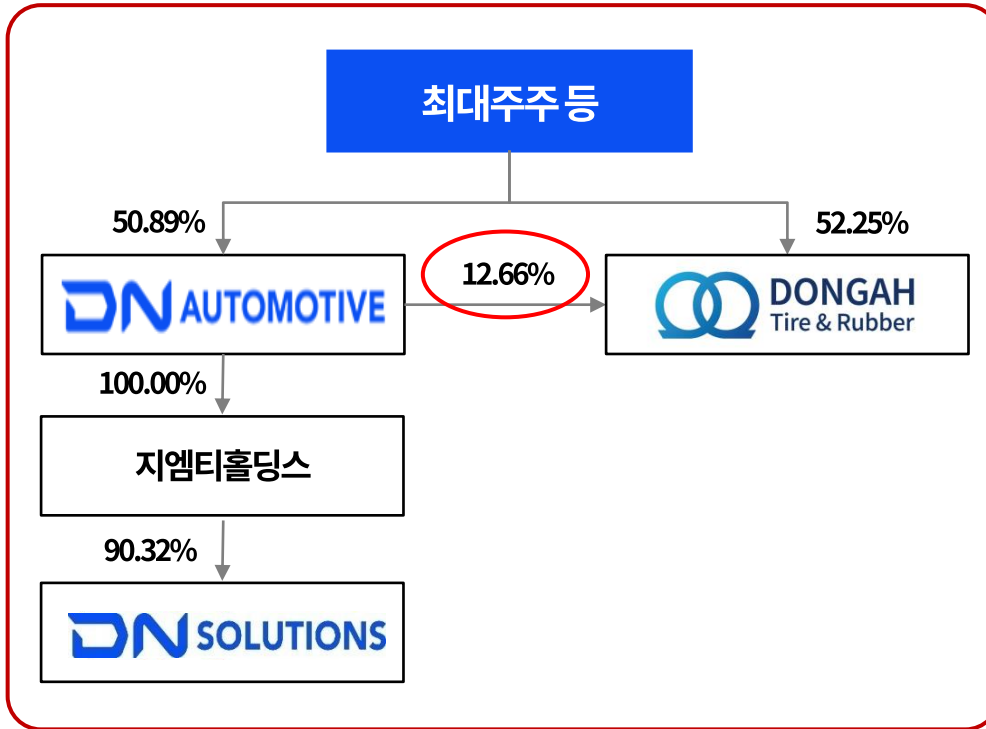 최대주주 등
50.89%
52.25%
12.66%
DN AUTOMOTIVE
DONGAH
Tire & Rubber
100.00%
지엠티홀딩스
90.32%
DN SOLUTIONS